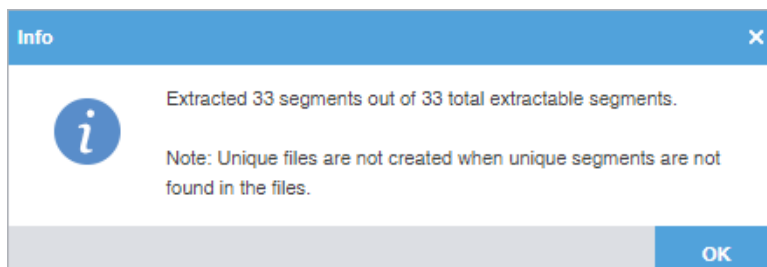 Info
Extracted 33 segments out of 33 total extractable segments.
Note: Unique files are not created when unique segments are not
found in the files.
OK